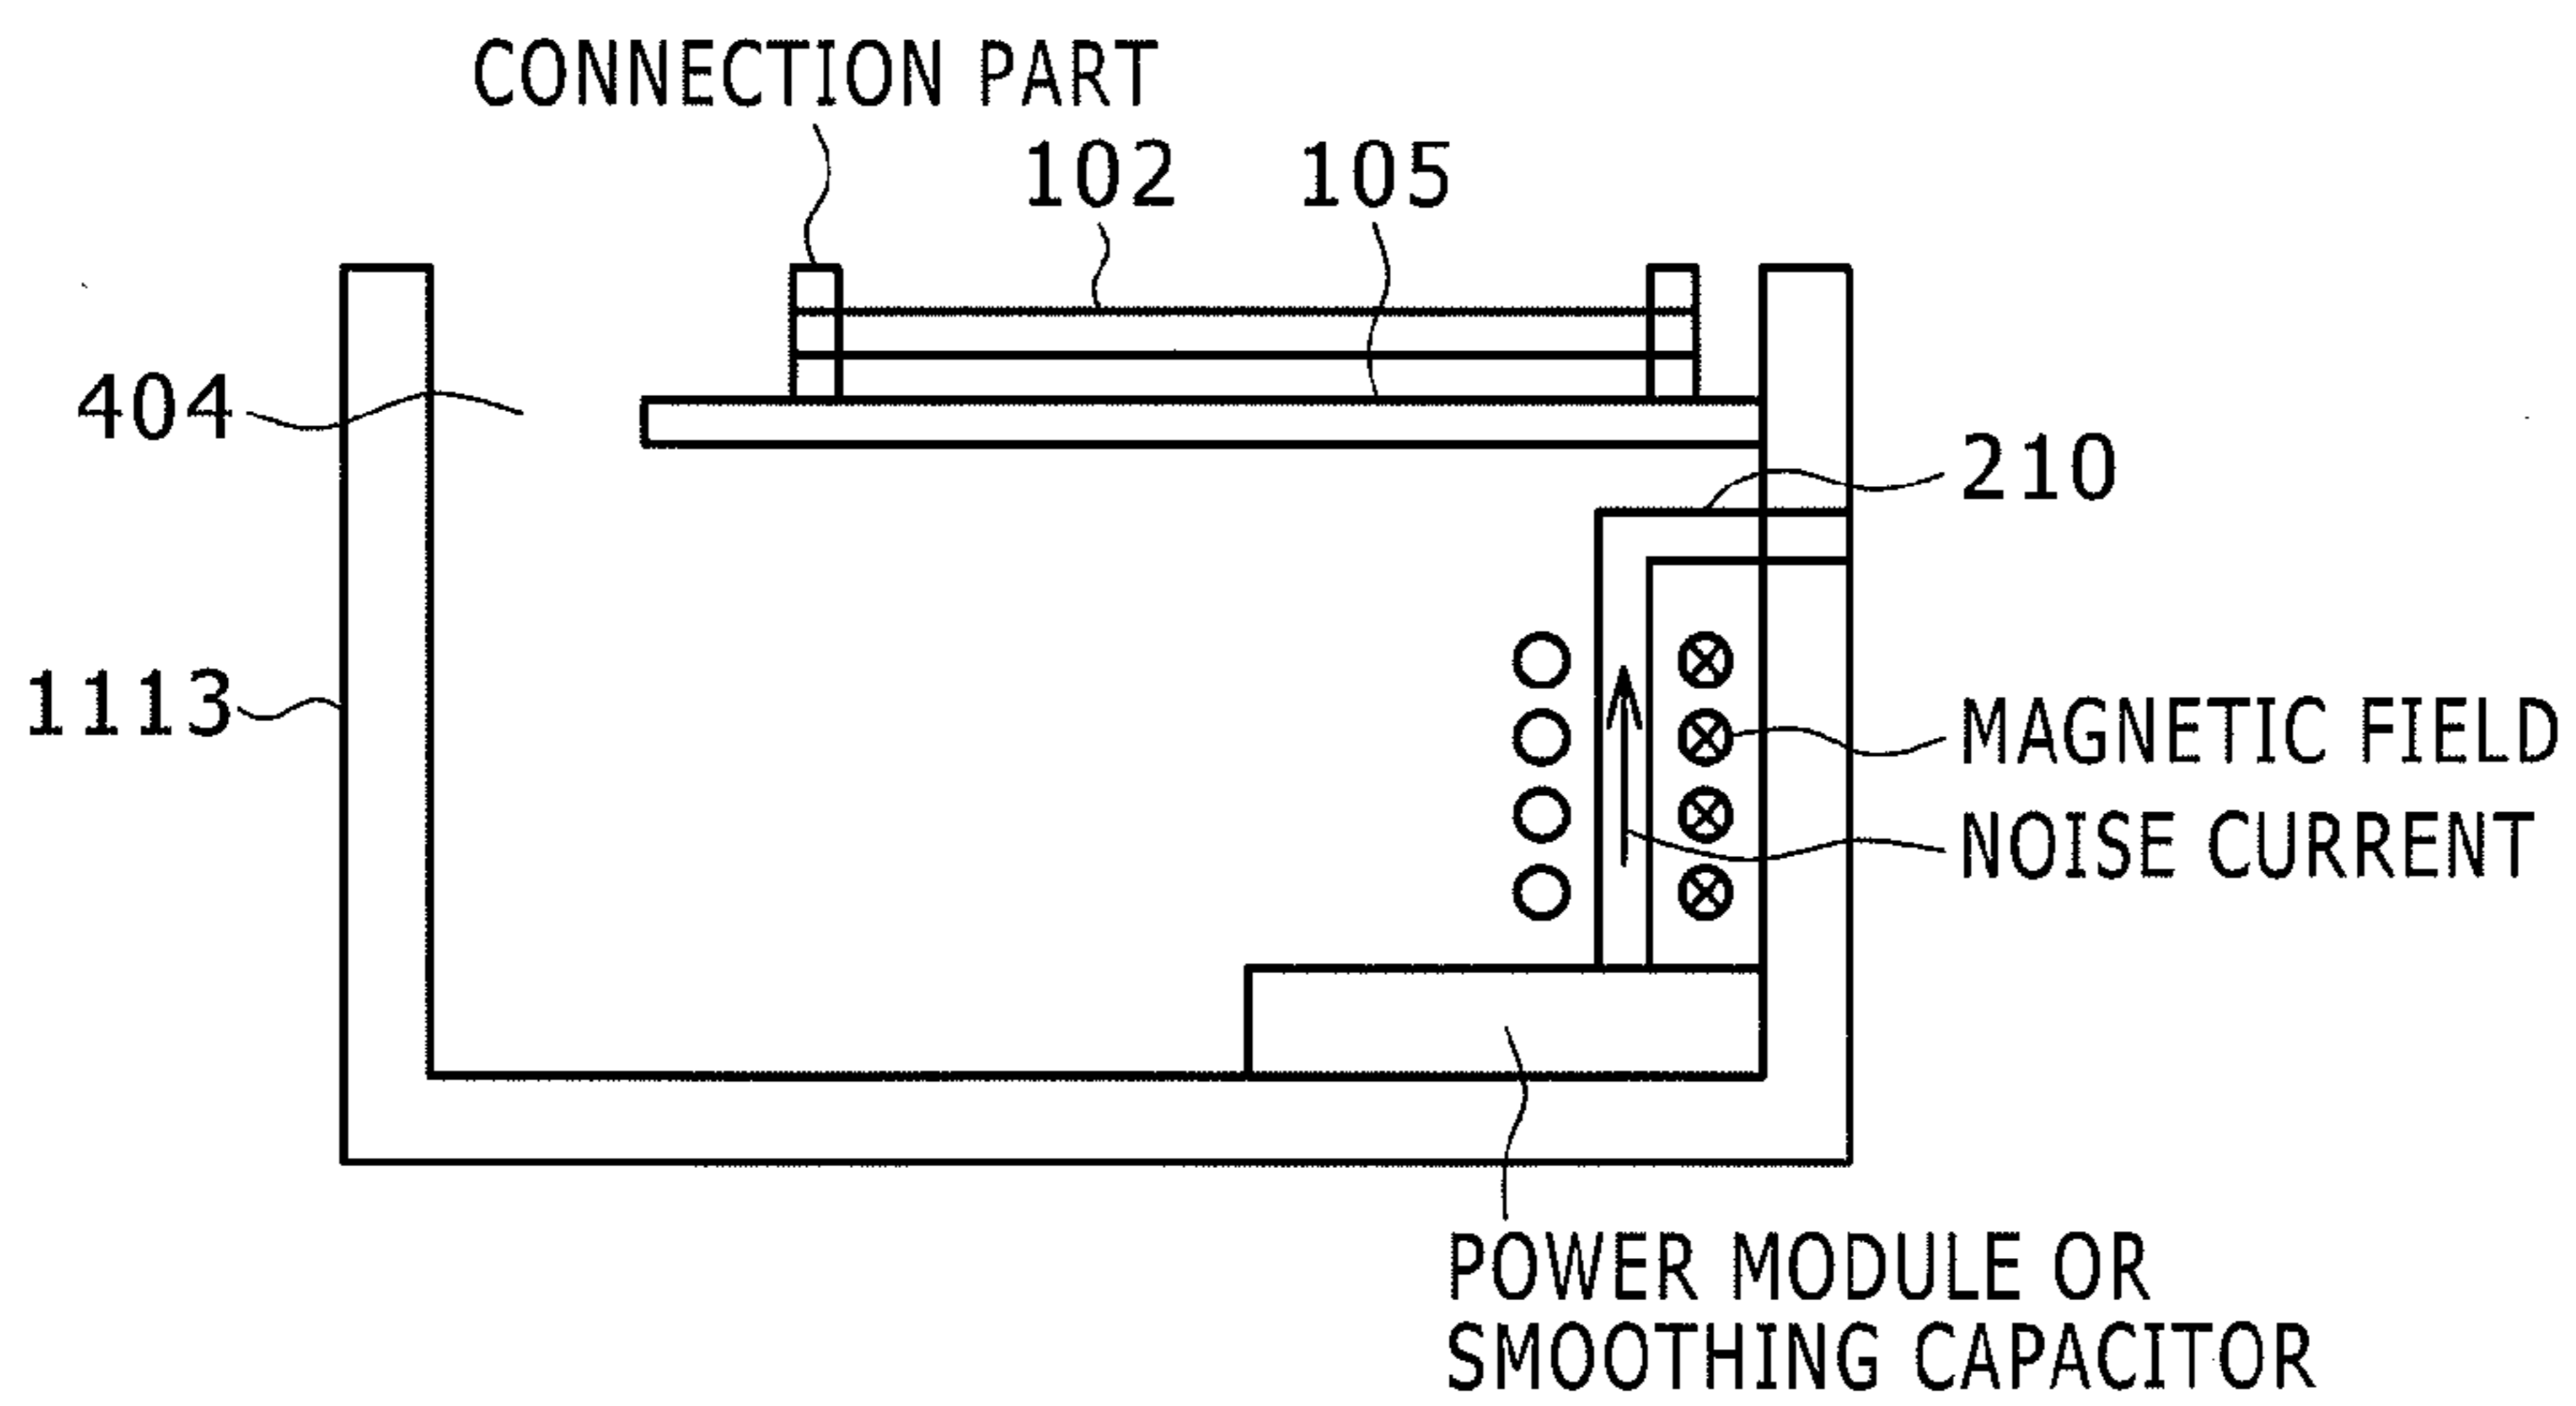 CONNECTION PART
102
105
404
210
1113
MAGNETIC FIELD
NOISE CURRENT
POWER MODULE OR
SMOOTHING CAPACITOR